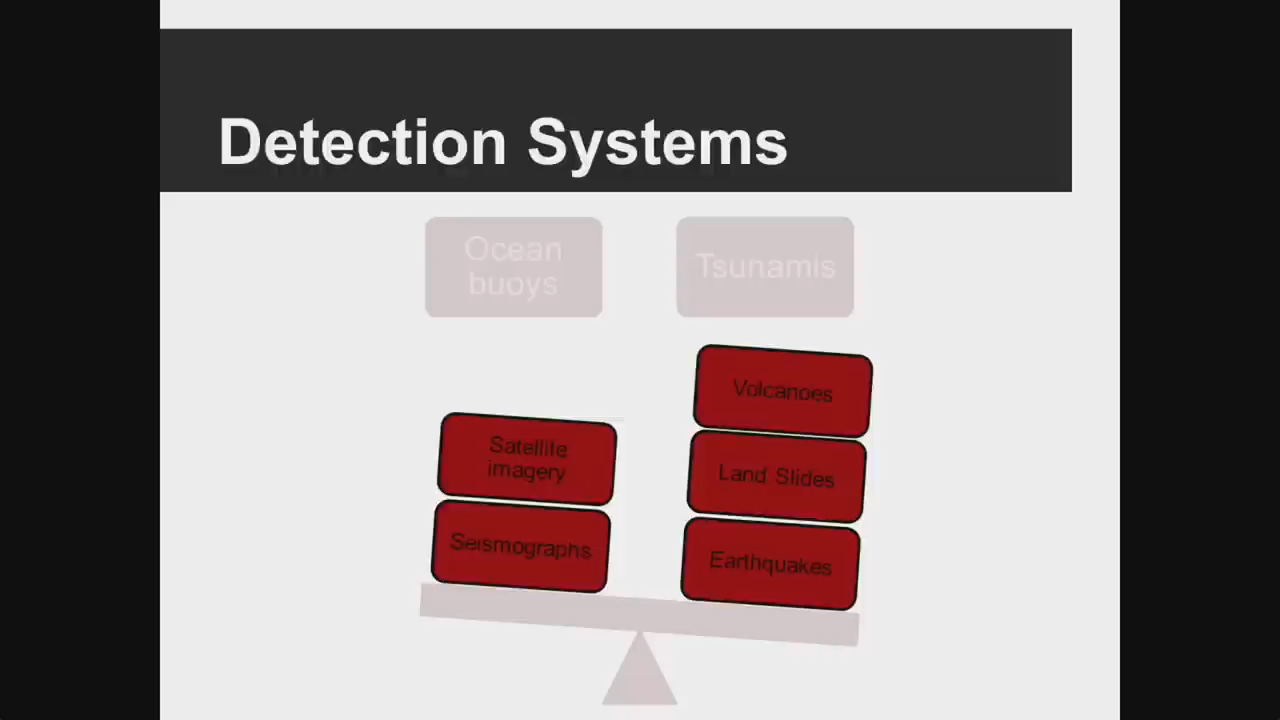 Detection Systems
Ocean
buoys
Tsunamis
Volcanoes
Satellite
imagery
Land Slides
Seismographs
Earthquakes